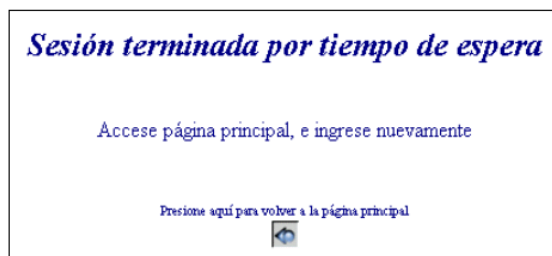 Sesión terminada por tiempo de espera
Accese página principal, e ingrese nuevamente
Presione aquí para volver a la página principal